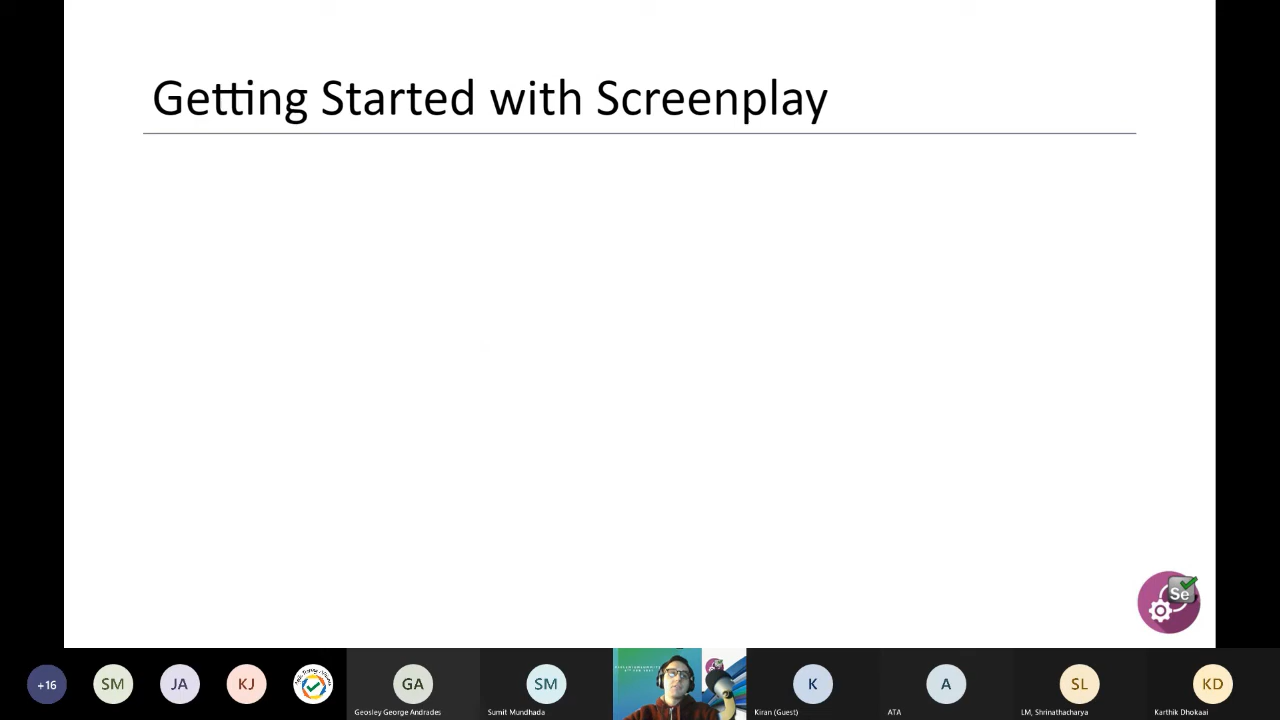 Getting Started with Screenplay
Se
+16
SM
JA
KJ
GA
SM
K
A
SL
KD
Geosley George Andrades
Sumit Mundhada
Kiran (Guest)
ATA
LM, Shrinathacharya
Karthik Dhokaai